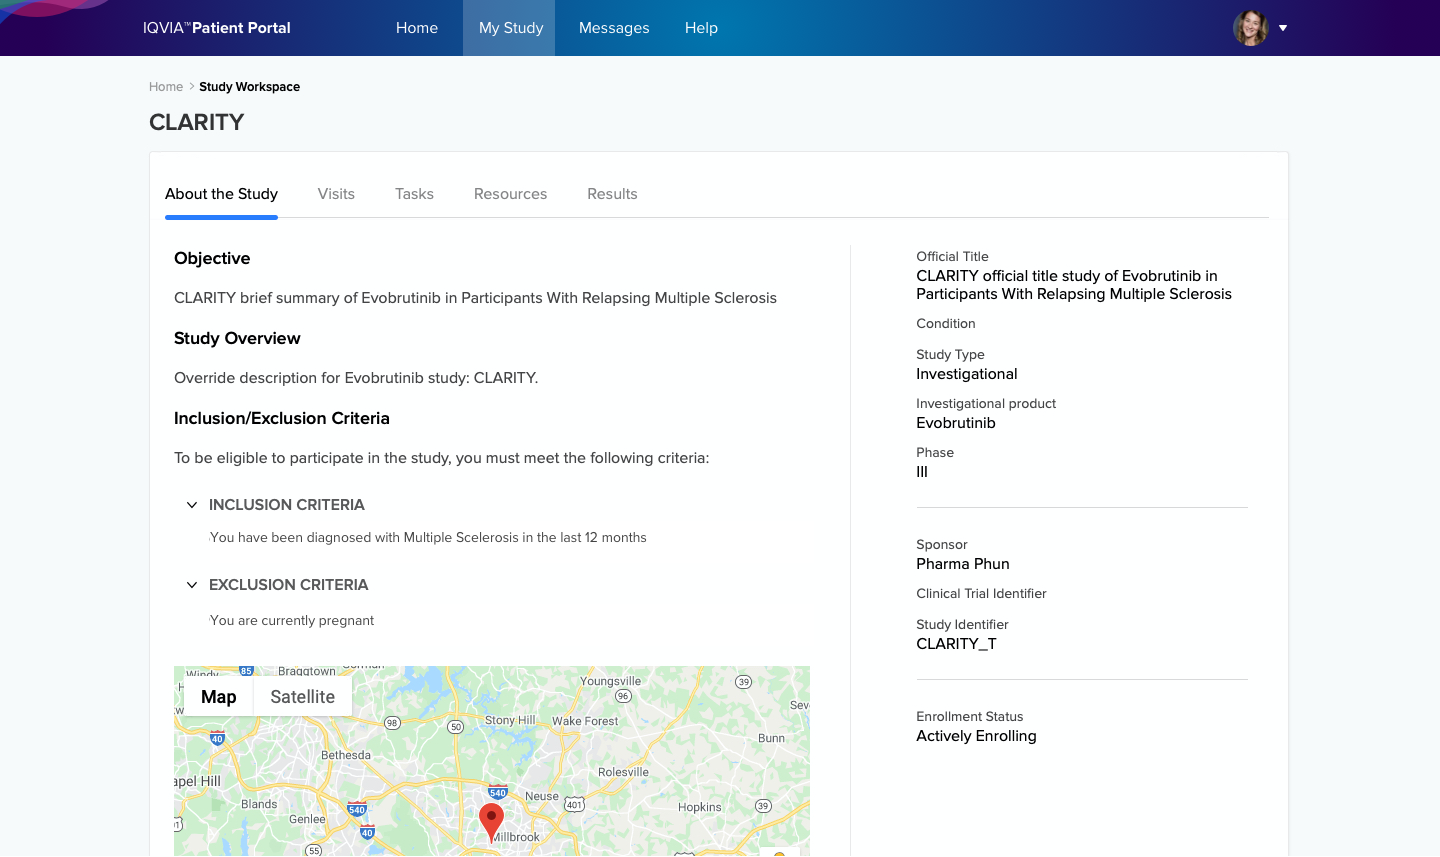 IQVIA™Patient Portal
Home
My Study
Messages
Help
Home > Study Workspace
CLARITY
About the Study
Visits
Tasks
Resources
Results
Objective
CLARITY brief summary of Evobrutinib in Participants With Relapsing Multiple Sclerosis
Study Overview
Override description for Evobrutinib study: CLARITY.
Inclusion/Exclusion Criteria
To be eligible to participate in the study, you must meet the following criteria:
INCLUSION CRITERIA
You have been diagnosed with Multiple Scelerosis in the last 12 months
EXCLUSION CRITERIA
You are currently pregnant
Map
Satellite
Windy
85
Braggtown
Youngsville
39
96
98
50
Stony Hill
Wake Forest
40
Bunn
Bethesda
Rolesville
apel Hill
540
Neuse
401
Hopkins
39
Blands
540
Genlee
40
Millbrook
55
Official Title
CLARITY official title study of Evobrutinib in
Participants With Relapsing Multiple Sclerosis
Condition
Study Type
Investigational
Investigational product
Evobrutinib
Phase
III
Sponsor
Pharma Phun
Clinical Trial Identifier
Study Identifier
CLARITY_T
Enrollment Status
Actively Enrolling